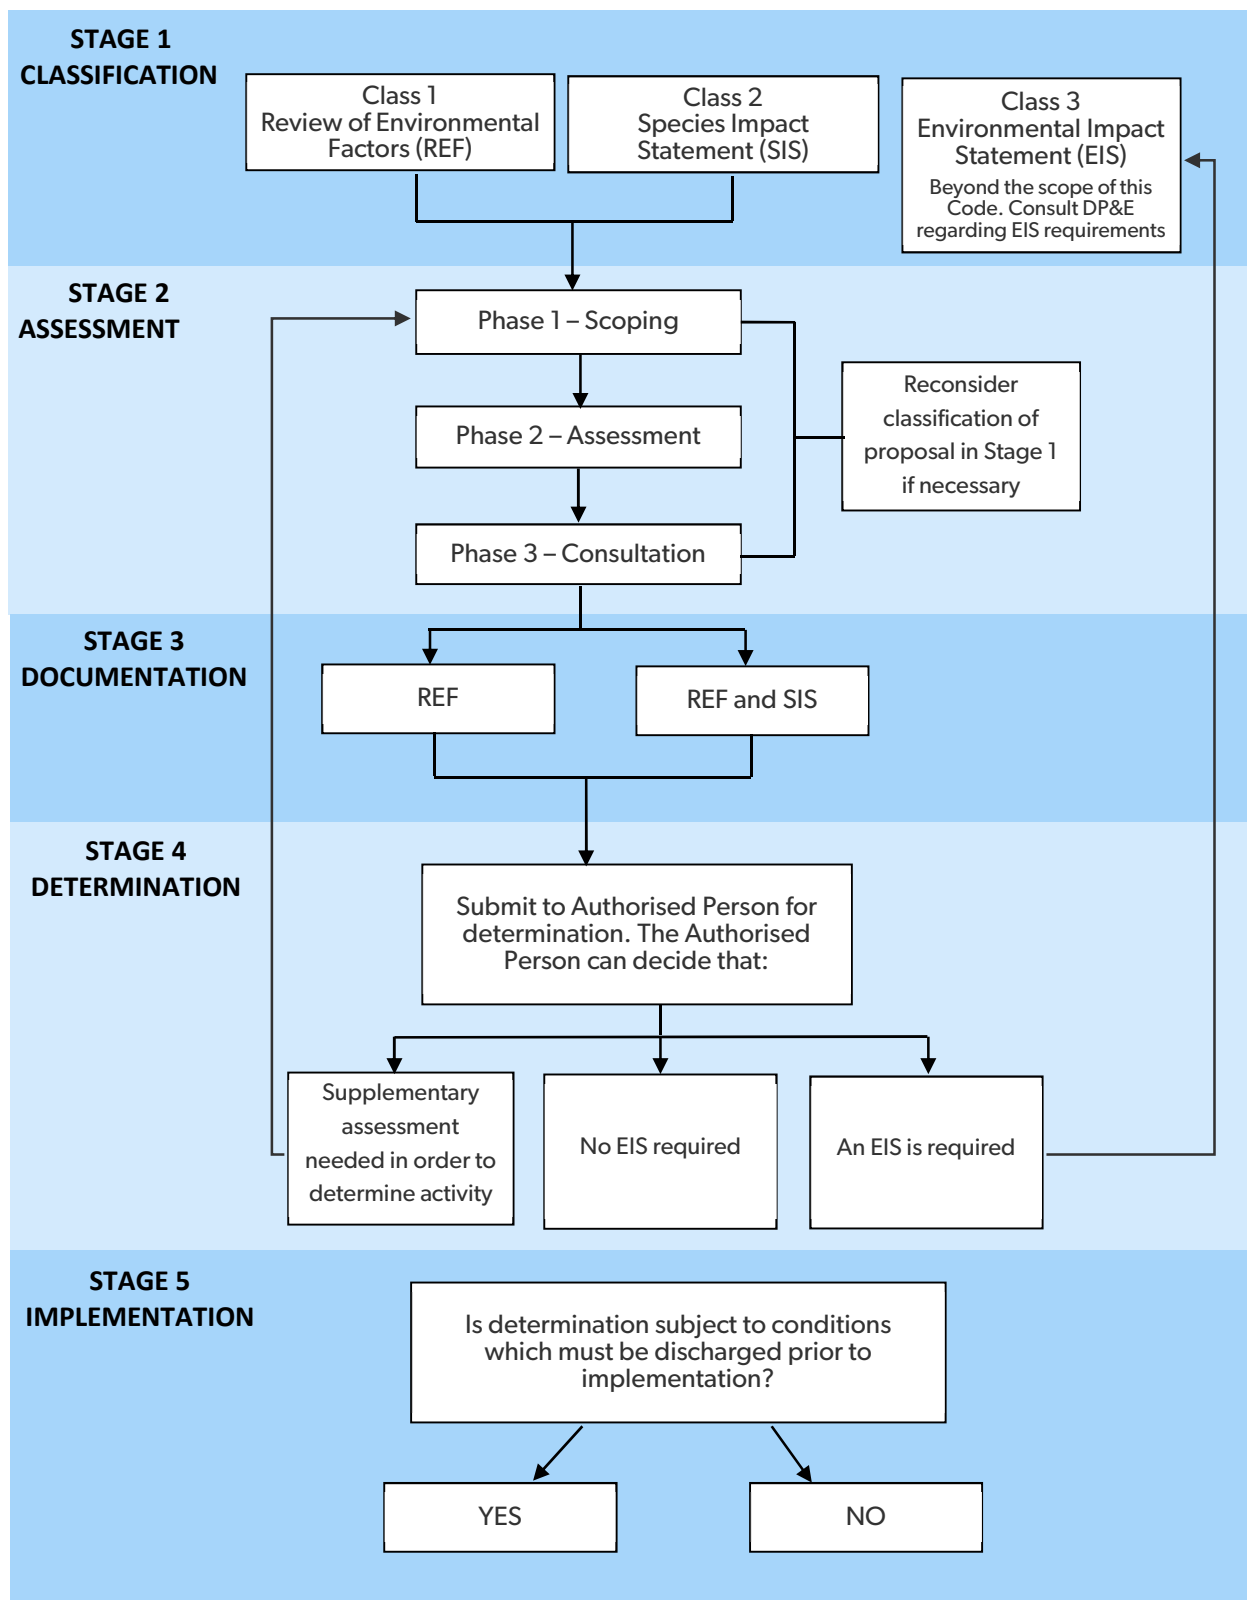 STAGE 1
CLASSIFICATION
Class 1
Review of Environmental
Factors (REF)
Class 2
Species Impact
Statement (SIS)
Class 3
Environmental Impact
Statement (EIS)
Beyond the scope of this
Code. Consult DP&E
regarding EIS requirements
STAGE 2
ASSESSMENT
Phase 1 – Scoping
Phase 2 – Assessment
Phase 3 – Consultation
Reconsider
classification of
proposal in Stage 1
if necessary
STAGE 3
DOCUMENTATION
REF
REF and SIS
STAGE 4
DETERMINATION
Submit to Authorised Person for
determination. The Authorised
Person can decide that:
Supplementary
assessment
needed in order to
determine activity
No EIS required
An EIS is required
STAGE 5
IMPLEMENTATION
Is determination subject to conditions
which must be discharged prior to
implementation?
YES
NO